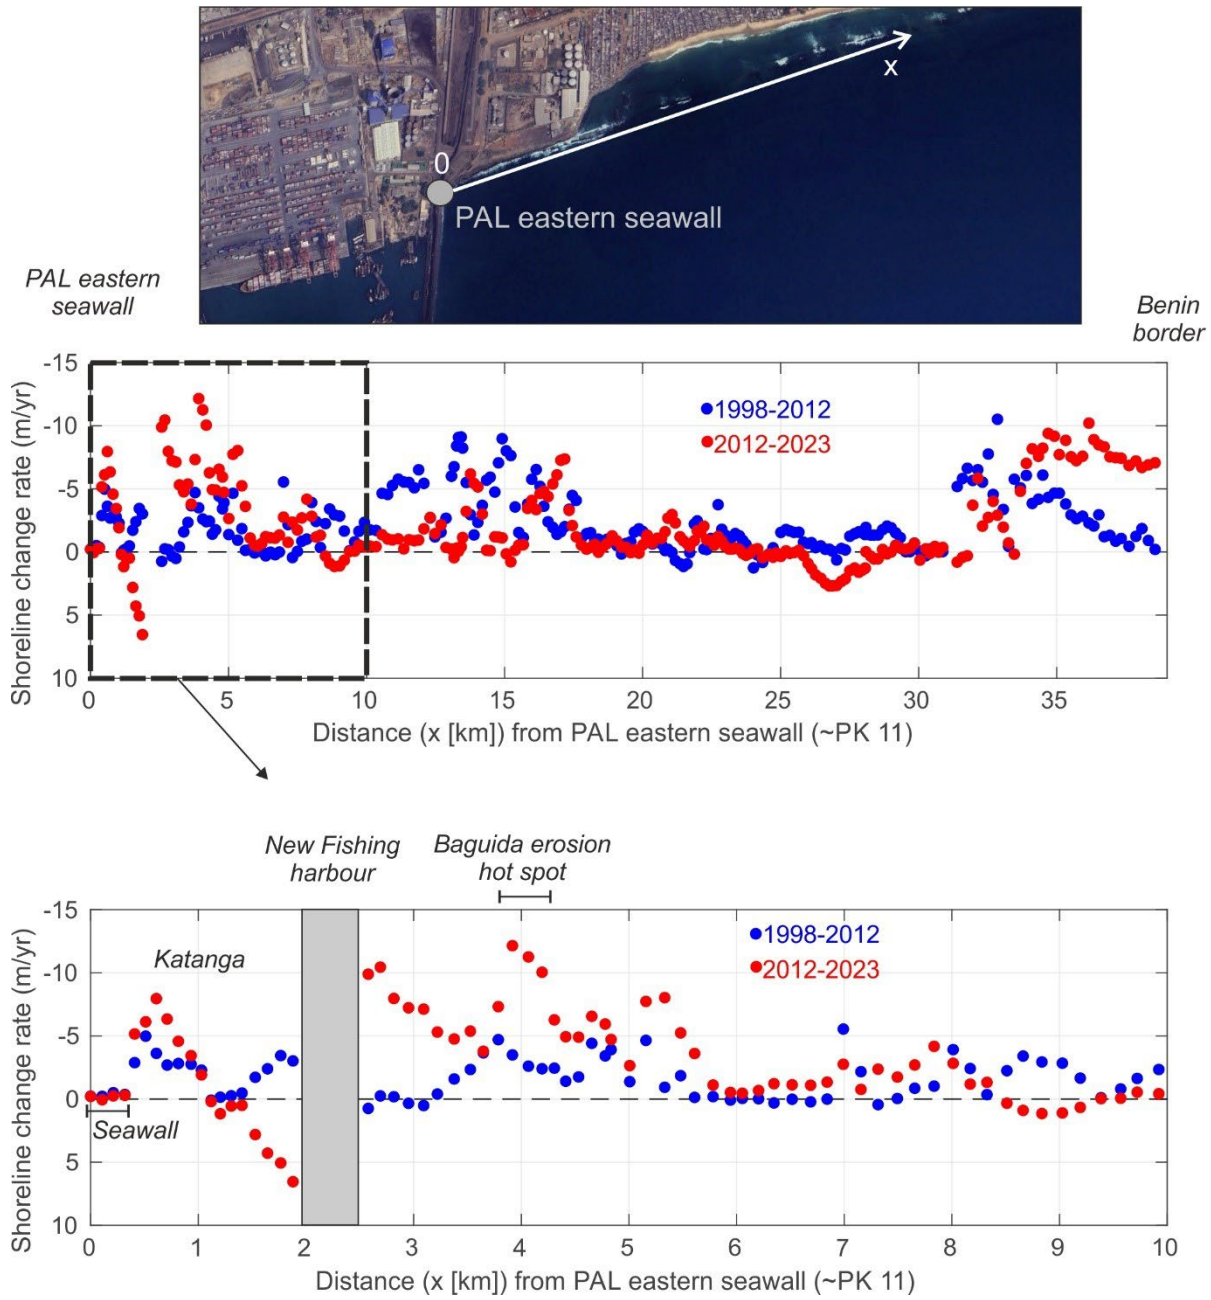 0
x
PAL eastern seawall
PAL eastern
seawall
Benin
border
Shoreline change rate (m/yr)
-15
-10
-5
0
5
10
1998-2012
2012-2023
0 5 10 15 20 25 30 35
Distance (x [km]) from PAL eastern seawall (~PK 11)
New Fishing
harbour
Baguida erosion
hot spot
Shoreline change rate (m/yr)
-15
-10
-5
0
5
10
Katanga
Seawall
1998-2012
2012-2023
0 1 2 3 4 5 6 7 8 9 10
Distance (x [km]) from PAL eastern seawall (~PK 11)